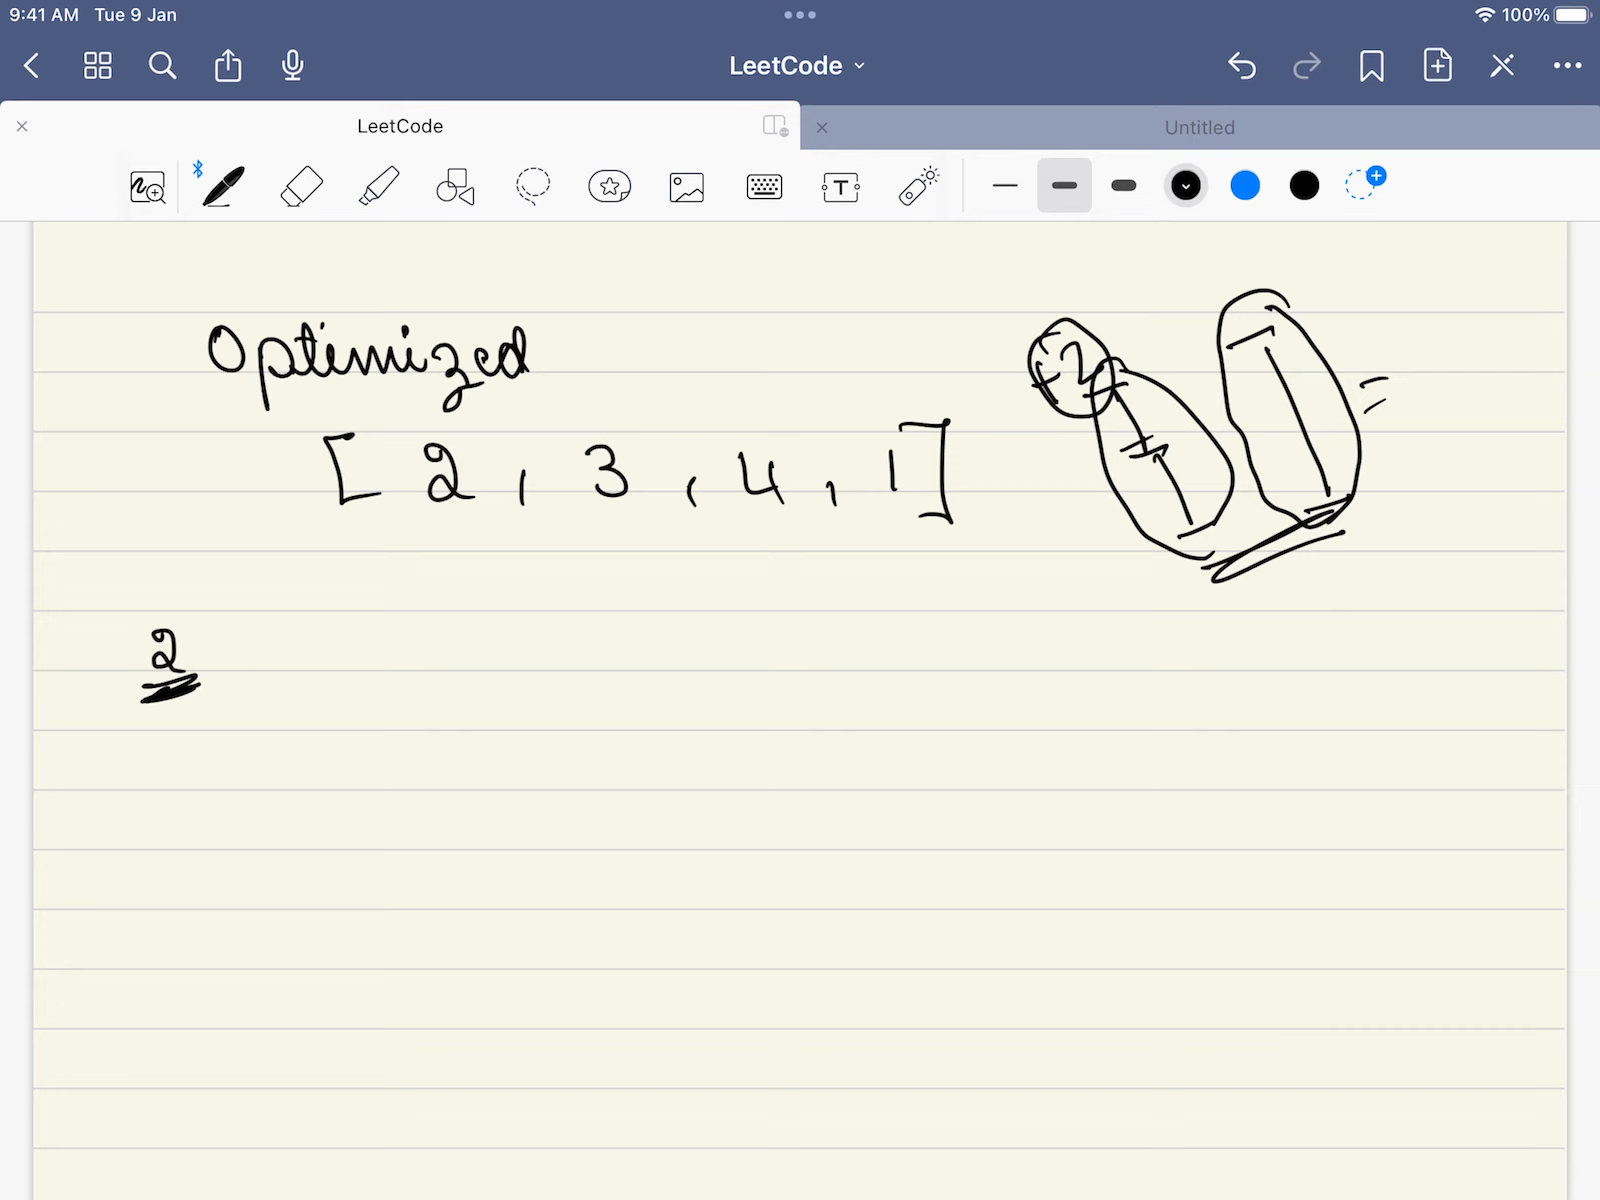 9:41 AM Tue 9 Jan
100%
LeetCode
LeetCode
Untitled
T
Optimized
[ 2 , 3 , 4 , 1 ]
2